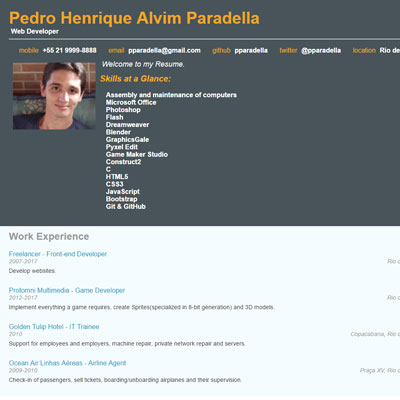 Pedro Henrique Alvim Paradella
Web Developer
mobile +55 21 9999-8888 email pparadella@gmail.com github pparadella twitter @pparadella location Rio de
Welcome to my Resume.
Skills at a Glance:
Assembly and maintenance of computers
Microsoft Office
Photoshop
Flash
Dreamweaver
Blender
GraphicsGale
Pyxel Edit
Game Maker Studio
Construct2
C
HTML5
CSS3
JavaScript
Bootstrap
Git & GitHub
Work Experience
Freelancer - Front-end Developer
2007-2017 Rio d
Develop websites.
Protomni Multimedia - Game Developer
2012-2017 Rio d
Implement everything a game requires, create Sprites(specialized in 8-bit generation) and 3D models.
Golden Tulip Hotel - IT Trainee
2010 Copacabana, Rio d
Support for employees and employers, machine repair, private network repair and servers.
Ocean Air Linhas Aéreas - Airline Agent
2009-2010 Praça XV, Rio d
Check-in of passengers, sell tickets, boarding/unboarding airplanes and their supervision.